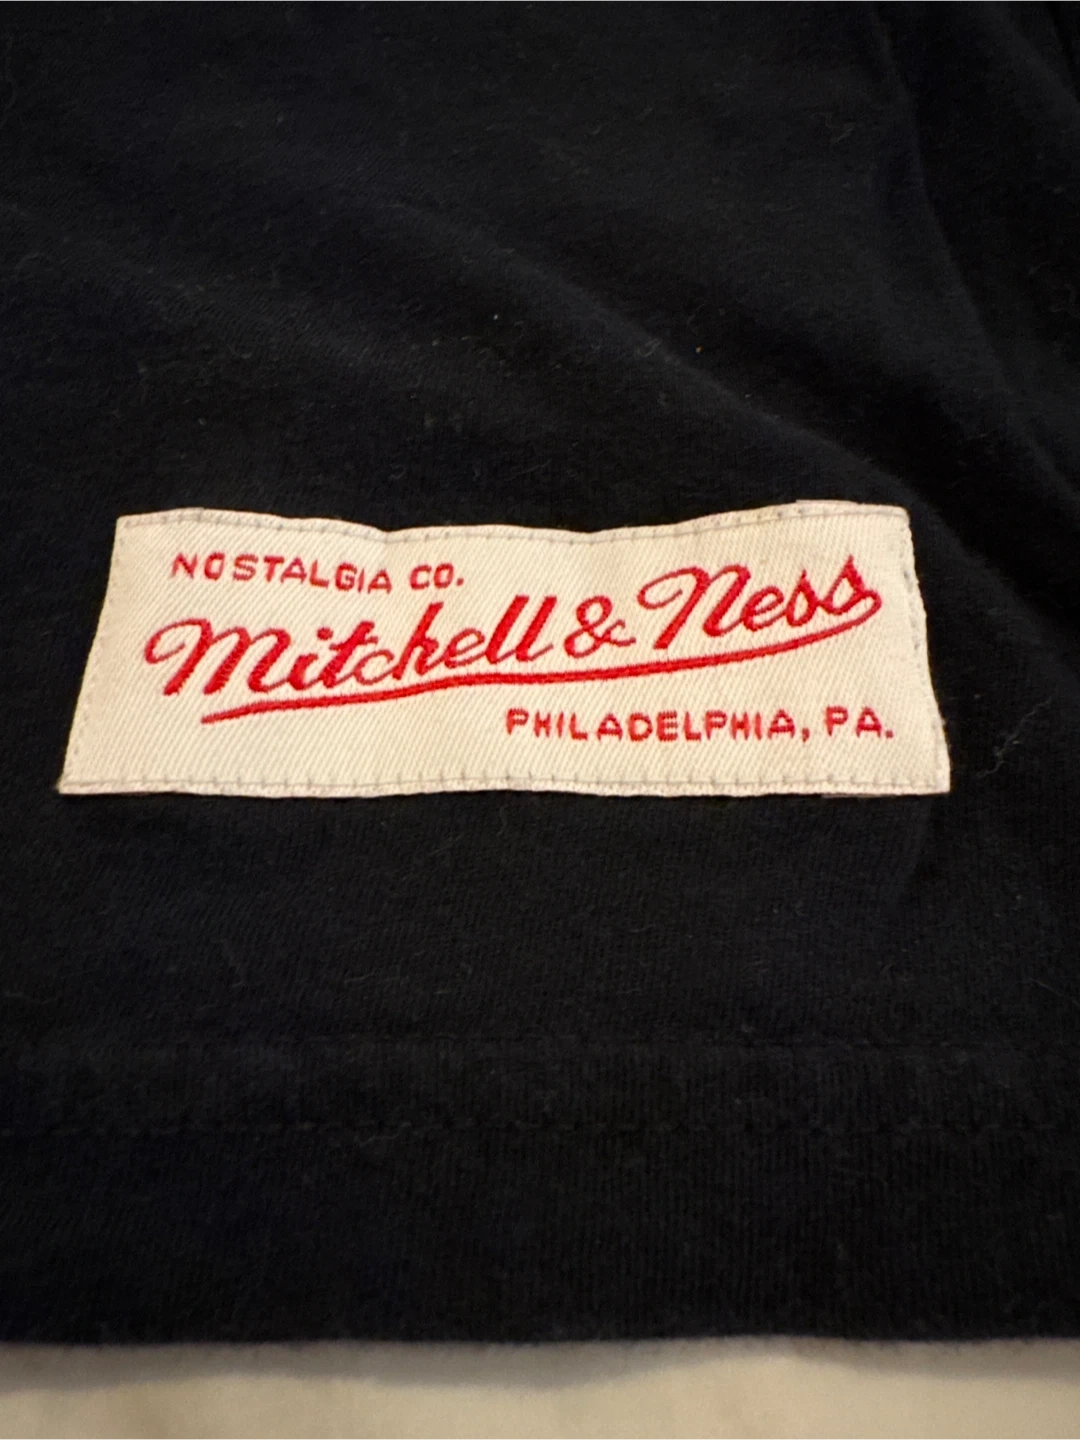 NOSTALGIA CO.
Mitchell & Ness
PHILADELPHIA, PA.